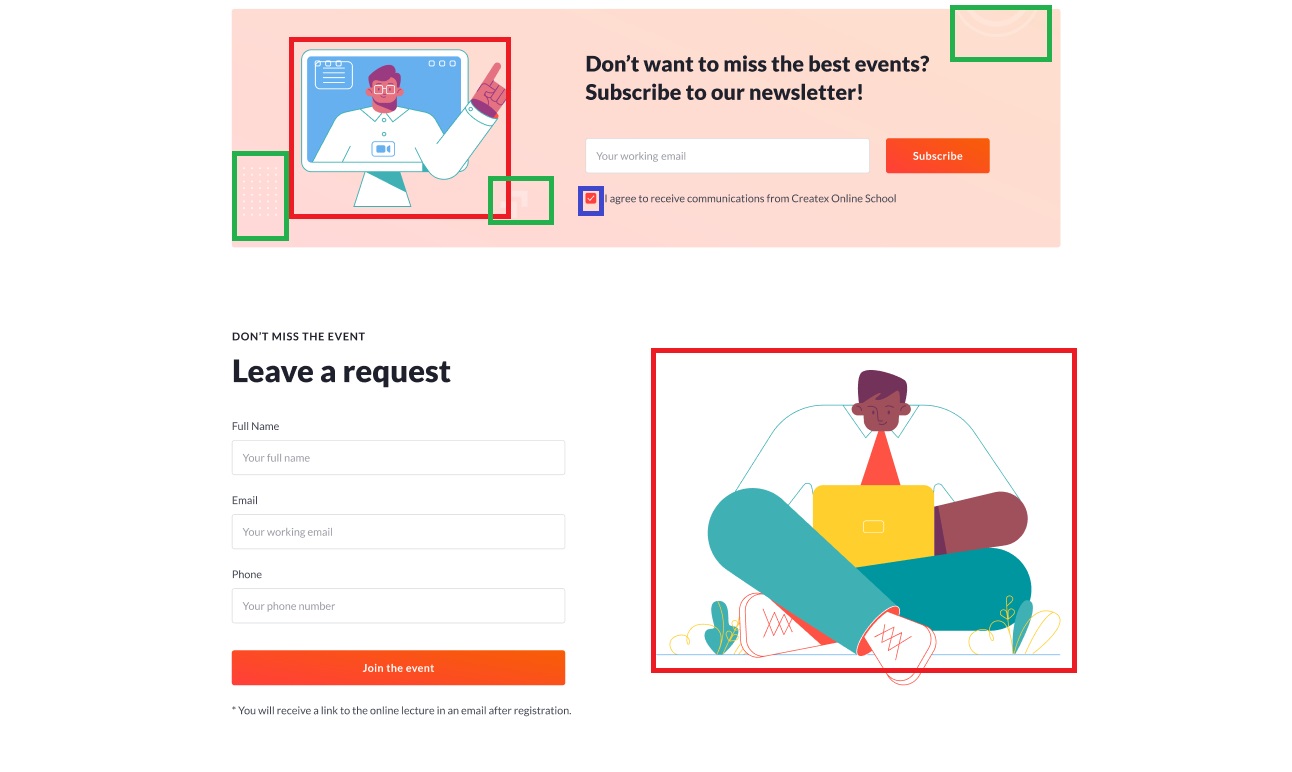 Don’t want to miss the best events?
Subscribe to our newsletter!
Your working email
Subscribe
I agree to receive communications from Createx Online School
DON’T MISS THE EVENT
Leave a request
Full Name
Your full name
Email
Your working email
Phone
Your phone number
Join the event
* You will receive a link to the online lecture in an email after registration.